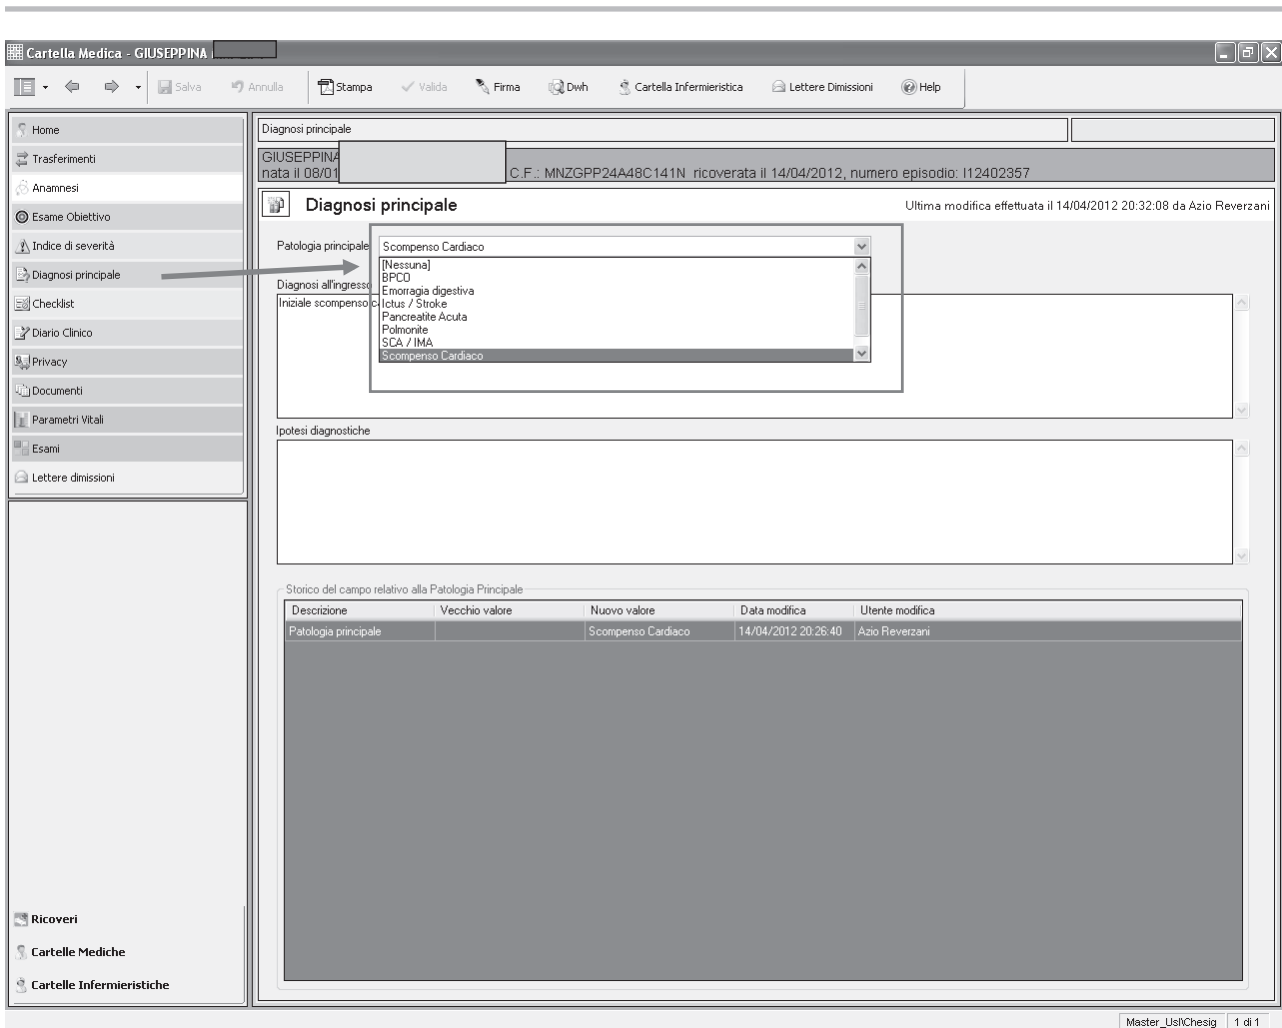 Cartella Medica - GIUSEPPINA
Salva Annulla Stampa Valida Firma Dwh Cartella Infermieristica Lettere Dimissioni Help
Home
Trasferimenti
Anamnesi
Esame Obiettivo
Indice di severità
Diagnosi principale
Checklist
Diario Clinico
Privacy
Documenti
Parametri Vitali
Esami
Lettere dimissioni
Ricoveri
Cartelle Mediche
Cartelle Infermieristiche
Diagnosi principale
GIUSEPPINA
nata il 08/01 C.F.: MNZGPP24A48C141N ricoverata il 14/04/2012, numero episodio: I12402357
Diagnosi principale Ultima modifica effettuata il 14/04/2012 20:32:08 da Azio Reverzani
Patologia principale Scompenso Cardiaco
[Nessuna]
BPCO
Emorragia digestiva
Ictus / Stroke
Pancreatite Acuta
Polmonite
SCA / IMA
Scompenso Cardiaco
Diagnosi all'ingresso
Iniziale scompenso
Ipotesi diagnostiche
Storico del campo relativo alla Patologia Principale
Descrizione Vecchio valore Nuovo valore Data modifica Utente modifica
Patologia principale Scompenso Cardiaco 14/04/2012 20:26:40 Azio Reverzani
Master_Usl\Chesig 1 di 1